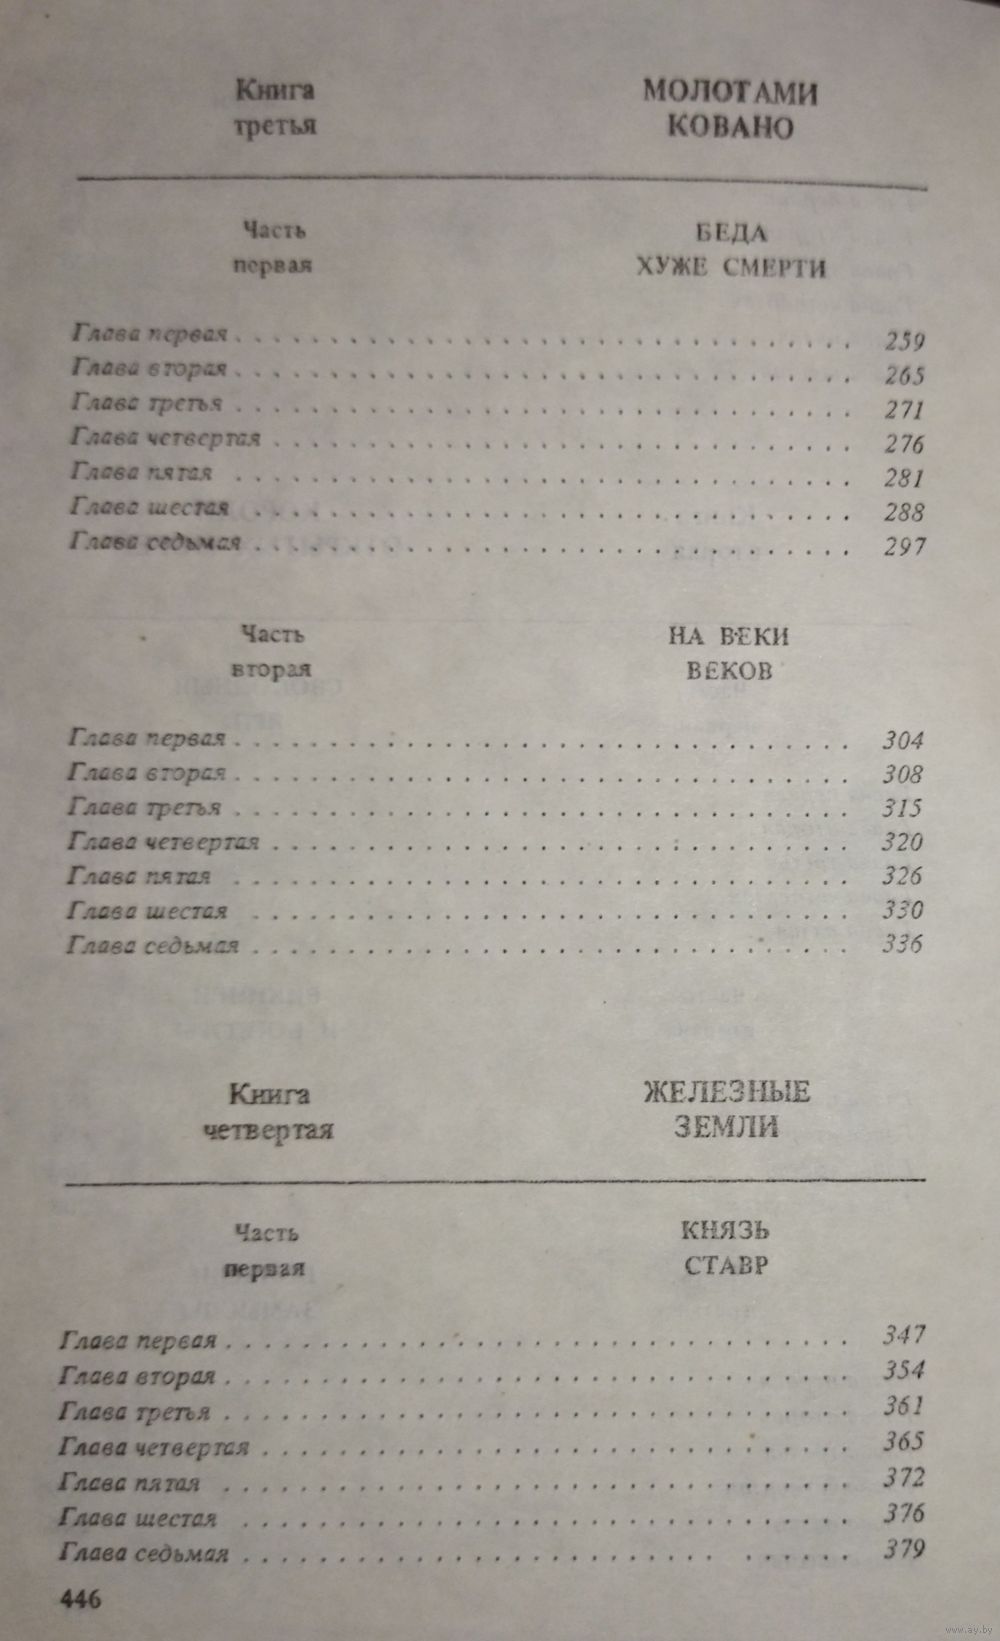 Книга третья
МОЛОТАМИ КОВАНО
Часть первая
БЕДА ХУЖЕ СМЕРТИ
Глава первая . . . . . . . . . . . . . . . . . . . . . . . . . . . . . . . . 259
Глава вторая . . . . . . . . . . . . . . . . . . . . . . . . . . . . . . . . 265
Глава третья . . . . . . . . . . . . . . . . . . . . . . . . . . . . . . . . 271
Глава четвертая . . . . . . . . . . . . . . . . . . . . . . . . . . . . . . 276
Глава пятая . . . . . . . . . . . . . . . . . . . . . . . . . . . . . . . . 281
Глава шестая . . . . . . . . . . . . . . . . . . . . . . . . . . . . . . . 288
Глава седьмая . . . . . . . . . . . . . . . . . . . . . . . . . . . . . . . 297
Часть вторая
НА ВЕКИ ВЕКОВ
Глава первая . . . . . . . . . . . . . . . . . . . . . . . . . . . . . . . . 304
Глава вторая . . . . . . . . . . . . . . . . . . . . . . . . . . . . . . . . 308
Глава третья . . . . . . . . . . . . . . . . . . . . . . . . . . . . . . . . 315
Глава четвертая . . . . . . . . . . . . . . . . . . . . . . . . . . . . . . 320
Глава пятая . . . . . . . . . . . . . . . . . . . . . . . . . . . . . . . . 326
Глава шестая . . . . . . . . . . . . . . . . . . . . . . . . . . . . . . . 330
Глава седьмая . . . . . . . . . . . . . . . . . . . . . . . . . . . . . . . 336
Книга четвертая
ЖЕЛЕЗНЫЕ ЗЕМЛИ
Часть первая
КНЯЗЬ СТАВР
Глава первая . . . . . . . . . . . . . . . . . . . . . . . . . . . . . . . . 347
Глава вторая . . . . . . . . . . . . . . . . . . . . . . . . . . . . . . . . 354
Глава третья . . . . . . . . . . . . . . . . . . . . . . . . . . . . . . . . 361
Глава четвертая . . . . . . . . . . . . . . . . . . . . . . . . . . . . . . 365
Глава пятая . . . . . . . . . . . . . . . . . . . . . . . . . . . . . . . . 372
Глава шестая . . . . . . . . . . . . . . . . . . . . . . . . . . . . . . . 376
Глава седьмая . . . . . . . . . . . . . . . . . . . . . . . . . . . . . . . 379
446
www.ay.by